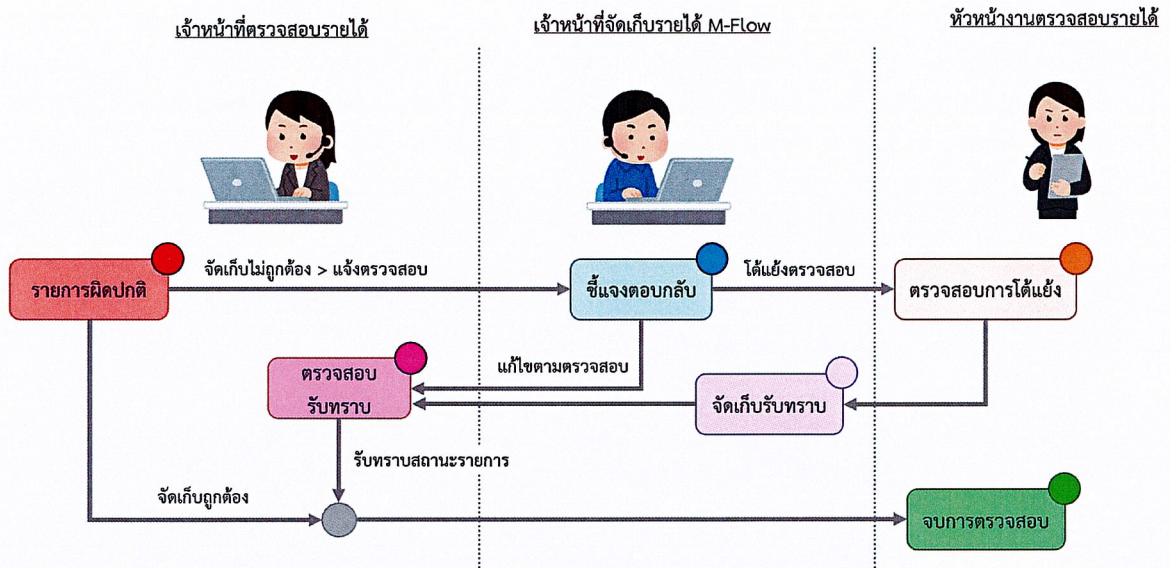 เจ้าหน้าที่ตรวจสอบรายได้
เจ้าหน้าที่จัดเก็บรายได้ M-Flow
หัวหน้างานตรวจสอบรายได้
รายการผิดปกติ
จัดเก็บไม่ถูกต้อง > แจ้งตรวจสอบ
ชี้แจงตอบกลับ
โต้แย้งตรวจสอบ
ตรวจสอบการโต้แย้ง
แก้ไขตามตรวจสอบ
ตรวจสอบ
รับทราบ
จัดเก็บรับทราบ
รับทราบสถานะรายการ
จัดเก็บถูกต้อง
จบการตรวจสอบ